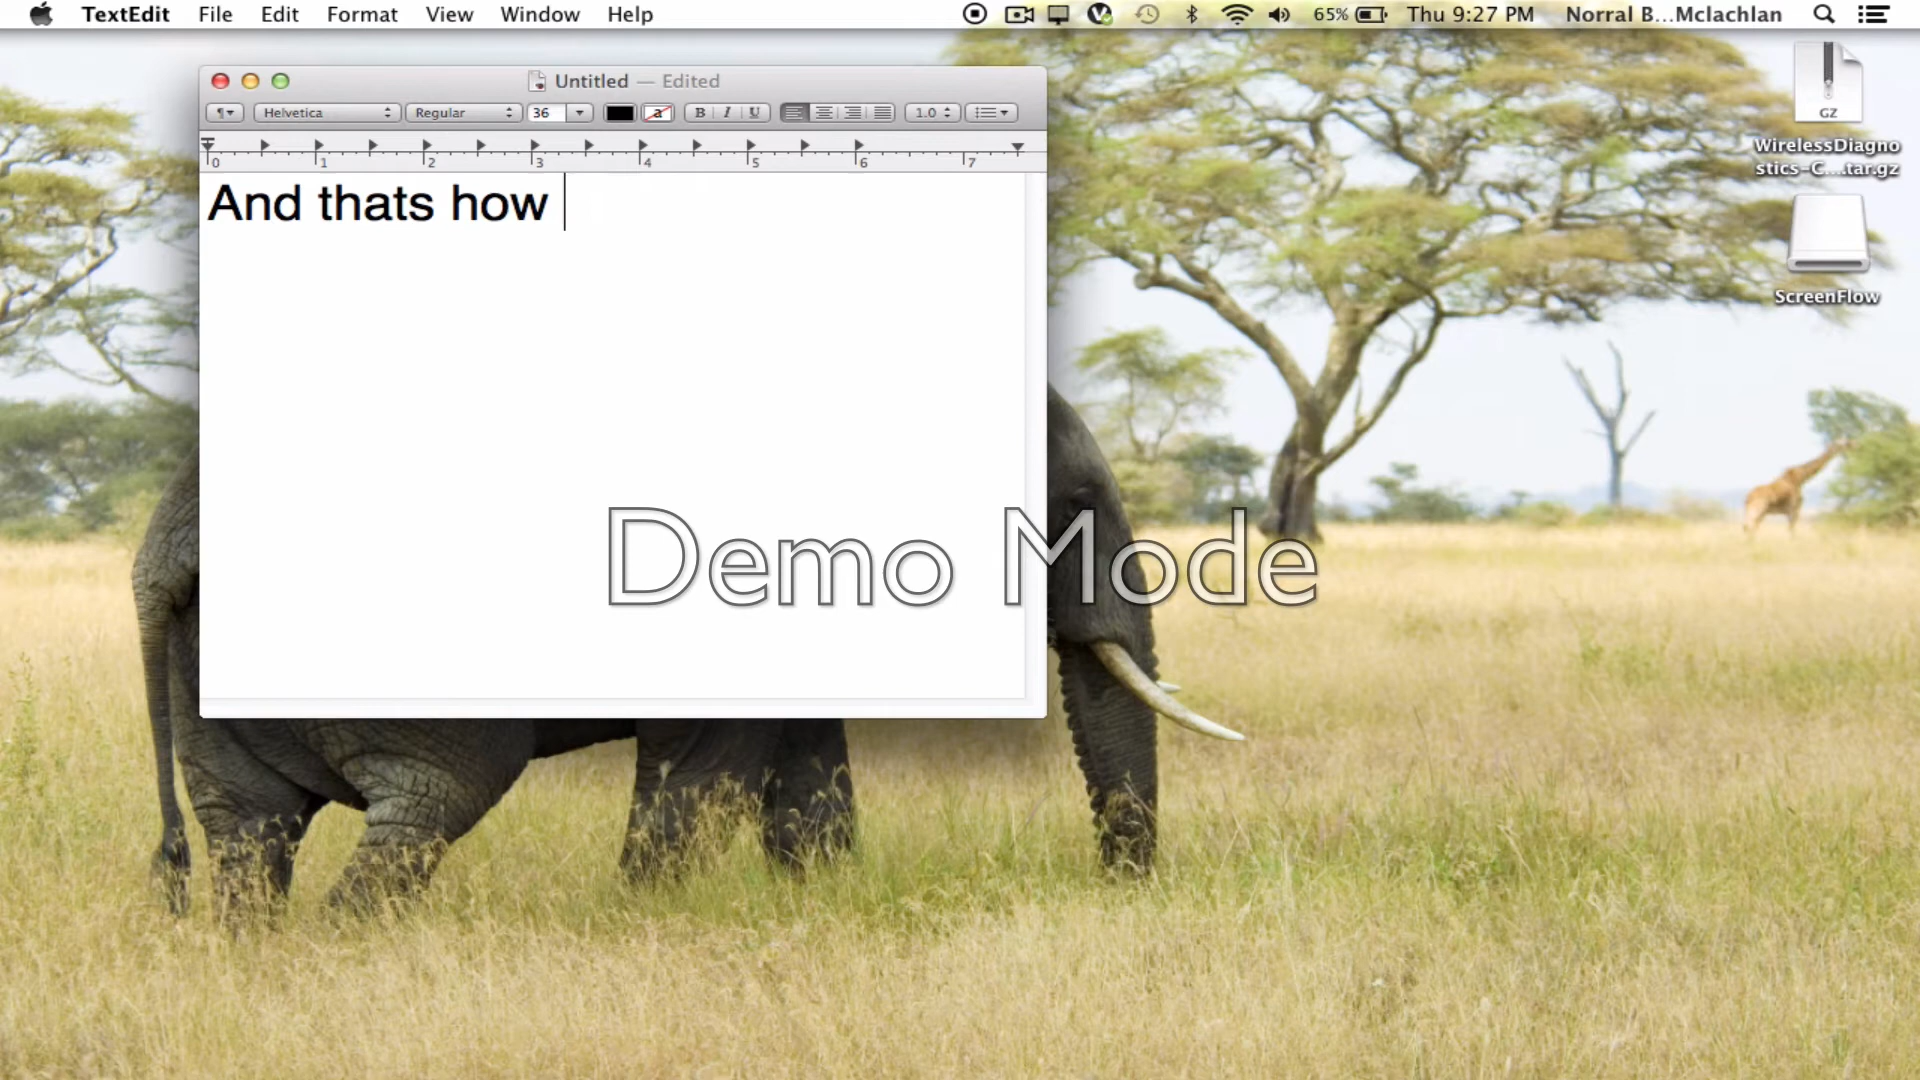 TextEdit File Edit Format View Window Help 65% Thu 9:27 PM Norral B...Mclachlan
Untitled — Edited
Helvetica Regular 36 a B I U 1.0
0 1 2 3 4 5 6 7
And thats how
GZ
WirelessDiagno
stics-C....tar.gz
ScreenFlow
Demo Mode